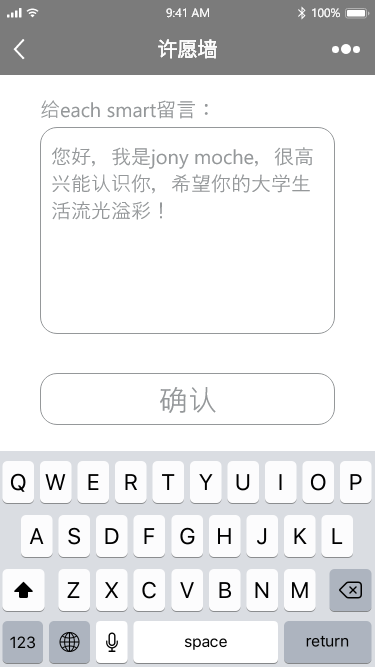 9:41 AM 100%
许愿墙
给each smart留言：
您好，我是jony moche，很高
兴能认识你，希望你的大学生
活流光溢彩！
确认
Q W E R T Y U I O P
A S D F G H J K L
Z X C V B N M
123 space return